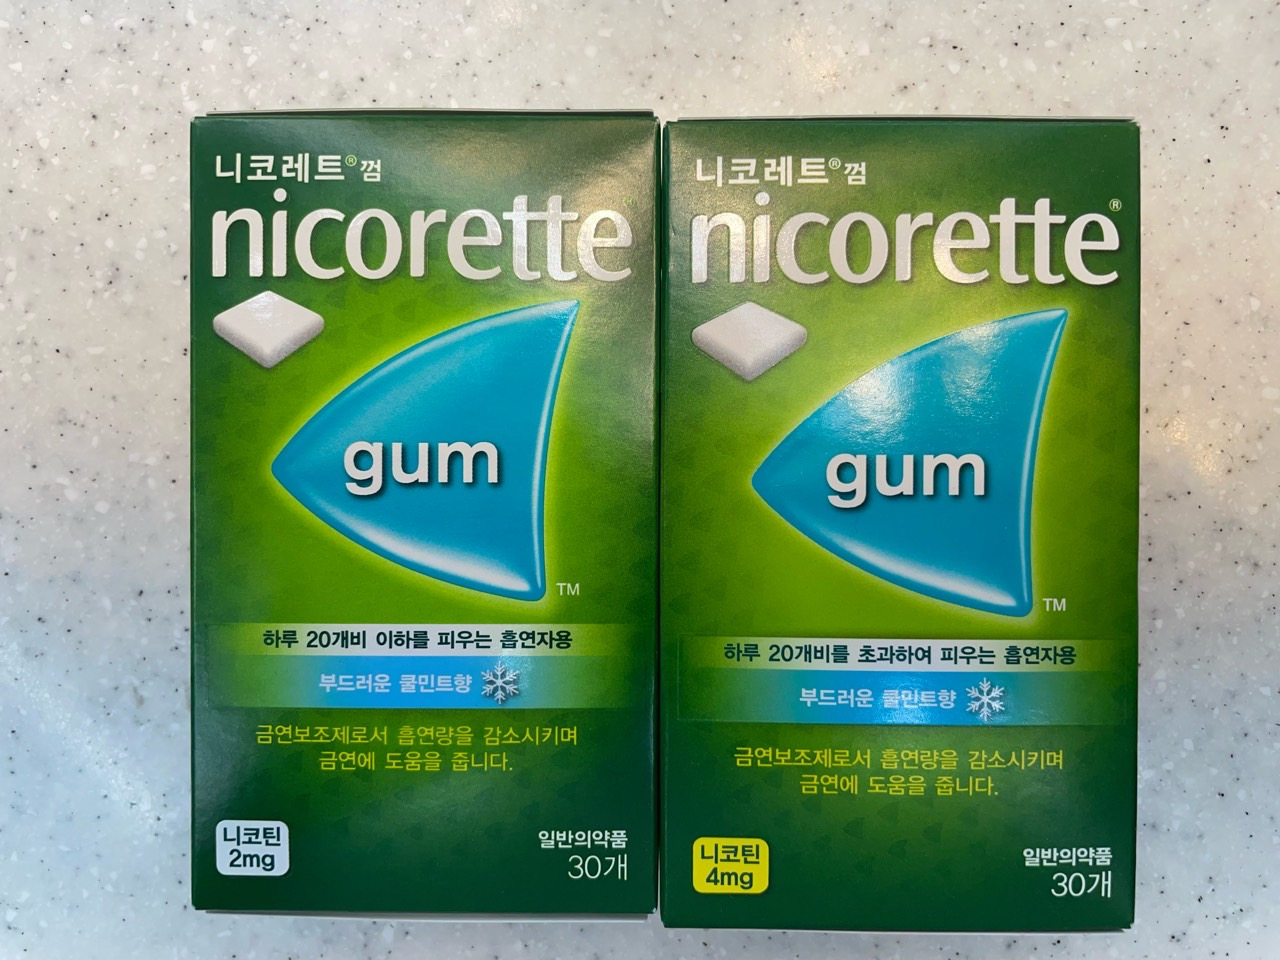 니코레트® 껌
nicorette®
gum™
하루 20개비 이하를 피우는 흡연자용
부드러운 쿨민트향
금연보조제로서 흡연량을 감소시키며
금연에 도움을 줍니다.
니코틴
2mg
일반의약품
30개
니코레트® 껌
nicorette®
gum™
하루 20개비를 초과하여 피우는 흡연자용
부드러운 쿨민트향
금연보조제로서 흡연량을 감소시키며
금연에 도움을 줍니다.
니코틴
4mg
일반의약품
30개